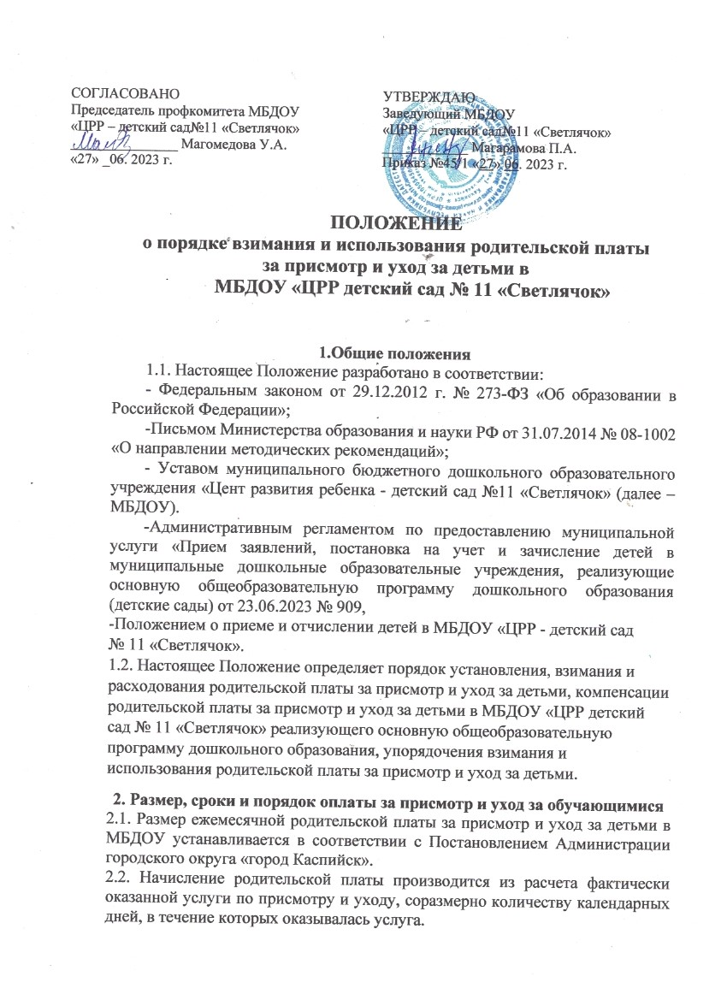 СОГЛАСОВАНО
Председатель профкомитета МБДОУ
«ЦРР – детский сад№11 «Светлячок»
_______________ Магомедова У.А.
«27» _06. 2023 г.
УТВЕРЖДАЮ
Заведующий МБДОУ
«ЦРР – детский сад№11 «Светлячок»
____________ Магарамова П.А.
Приказ №45/1 «27» 06. 2023 г.
ПОЛОЖЕНИЕ
о порядке взимания и использования родительской платы
за присмотр и уход за детьми в
МБДОУ «ЦРР детский сад № 11 «Светлячок»
1.Общие положения
1.1. Настоящее Положение разработано в соответствии:
- Федеральным законом от 29.12.2012 г. № 273-ФЗ «Об образовании в
Российской Федерации»;
-Письмом Министерства образования и науки РФ от 31.07.2014 № 08-1002
«О направлении методических рекомендаций»;
- Уставом муниципального бюджетного дошкольного образовательного
учреждения «Цент развития ребенка - детский сад №11 «Светлячок» (далее –
МБДОУ).
-Административным регламентом по предоставлению муниципальной
услуги «Прием заявлений, постановка на учет и зачисление детей в
муниципальные дошкольные образовательные учреждения, реализующие
основную общеобразовательную программу дошкольного образования
(детские сады) от 23.06.2023 № 909,
-Положением о приеме и отчислении детей в МБДОУ «ЦРР - детский сад
№ 11 «Светлячок».
1.2. Настоящее Положение определяет порядок установления, взимания и
расходования родительской платы за присмотр и уход за детьми, компенсации
родительской платы за присмотр и уход за детьми в МБДОУ «ЦРР детский
сад № 11 «Светлячок» реализующего основную общеобразовательную
программу дошкольного образования, упорядочения взимания и
использования родительской платы за присмотр и уход за детьми.
2. Размер, сроки и порядок оплаты за присмотр и уход за обучающимися
2.1. Размер ежемесячной родительской платы за присмотр и уход за детьми в
МБДОУ устанавливается в соответствии с Постановлением Администрации
городского округа «город Каспийск».
2.2. Начисление родительской платы производится из расчета фактически
оказанной услуги по присмотру и уходу, соразмерно количеству календарных
дней, в течение которых оказывалась услуга.